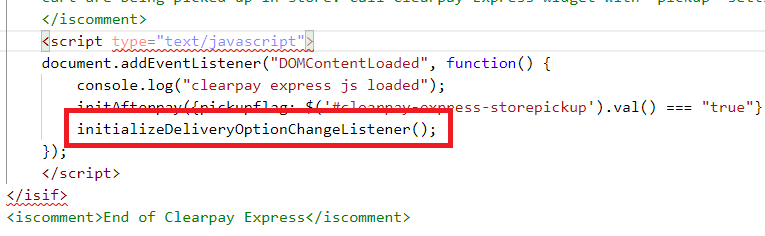 </iscomment>
<script type="text/javascript">
document.addEventListener("DOMContentLoaded", function() {
console.log("clearpay express js loaded");
initAfterpay({pickupflag: $('#clearpay-express-storepickup').val() === "true"}
initializeDeliveryOptionChangeListener();
});
</script>
</isif>
<iscomment>End of Clearpay Express</iscomment>